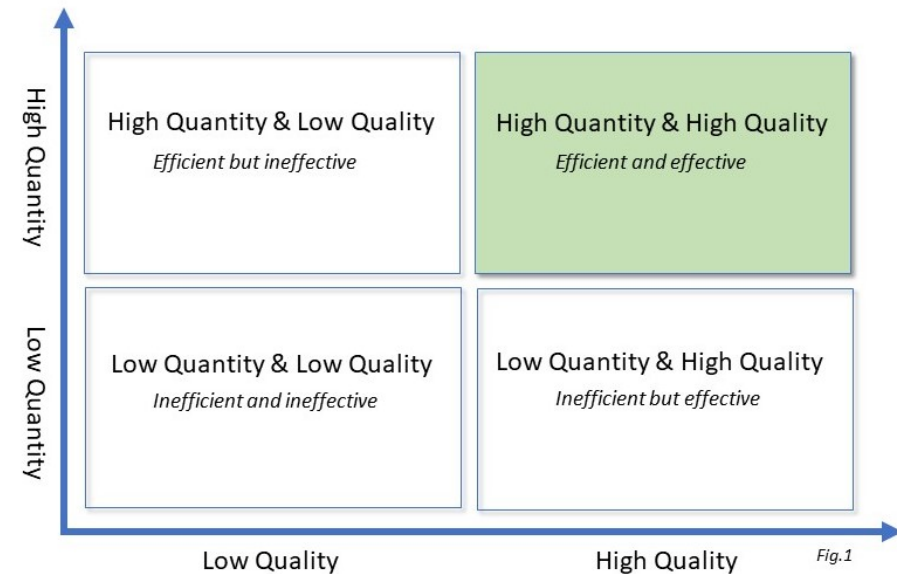 High Quantity
High Quantity & Low Quality
Efficient but ineffective
High Quantity & High Quality
Efficient and effective
Low Quantity
Low Quantity & Low Quality
Inefficient and ineffective
Low Quantity & High Quality
Inefficient but effective
Low Quality
High Quality
Fig.1